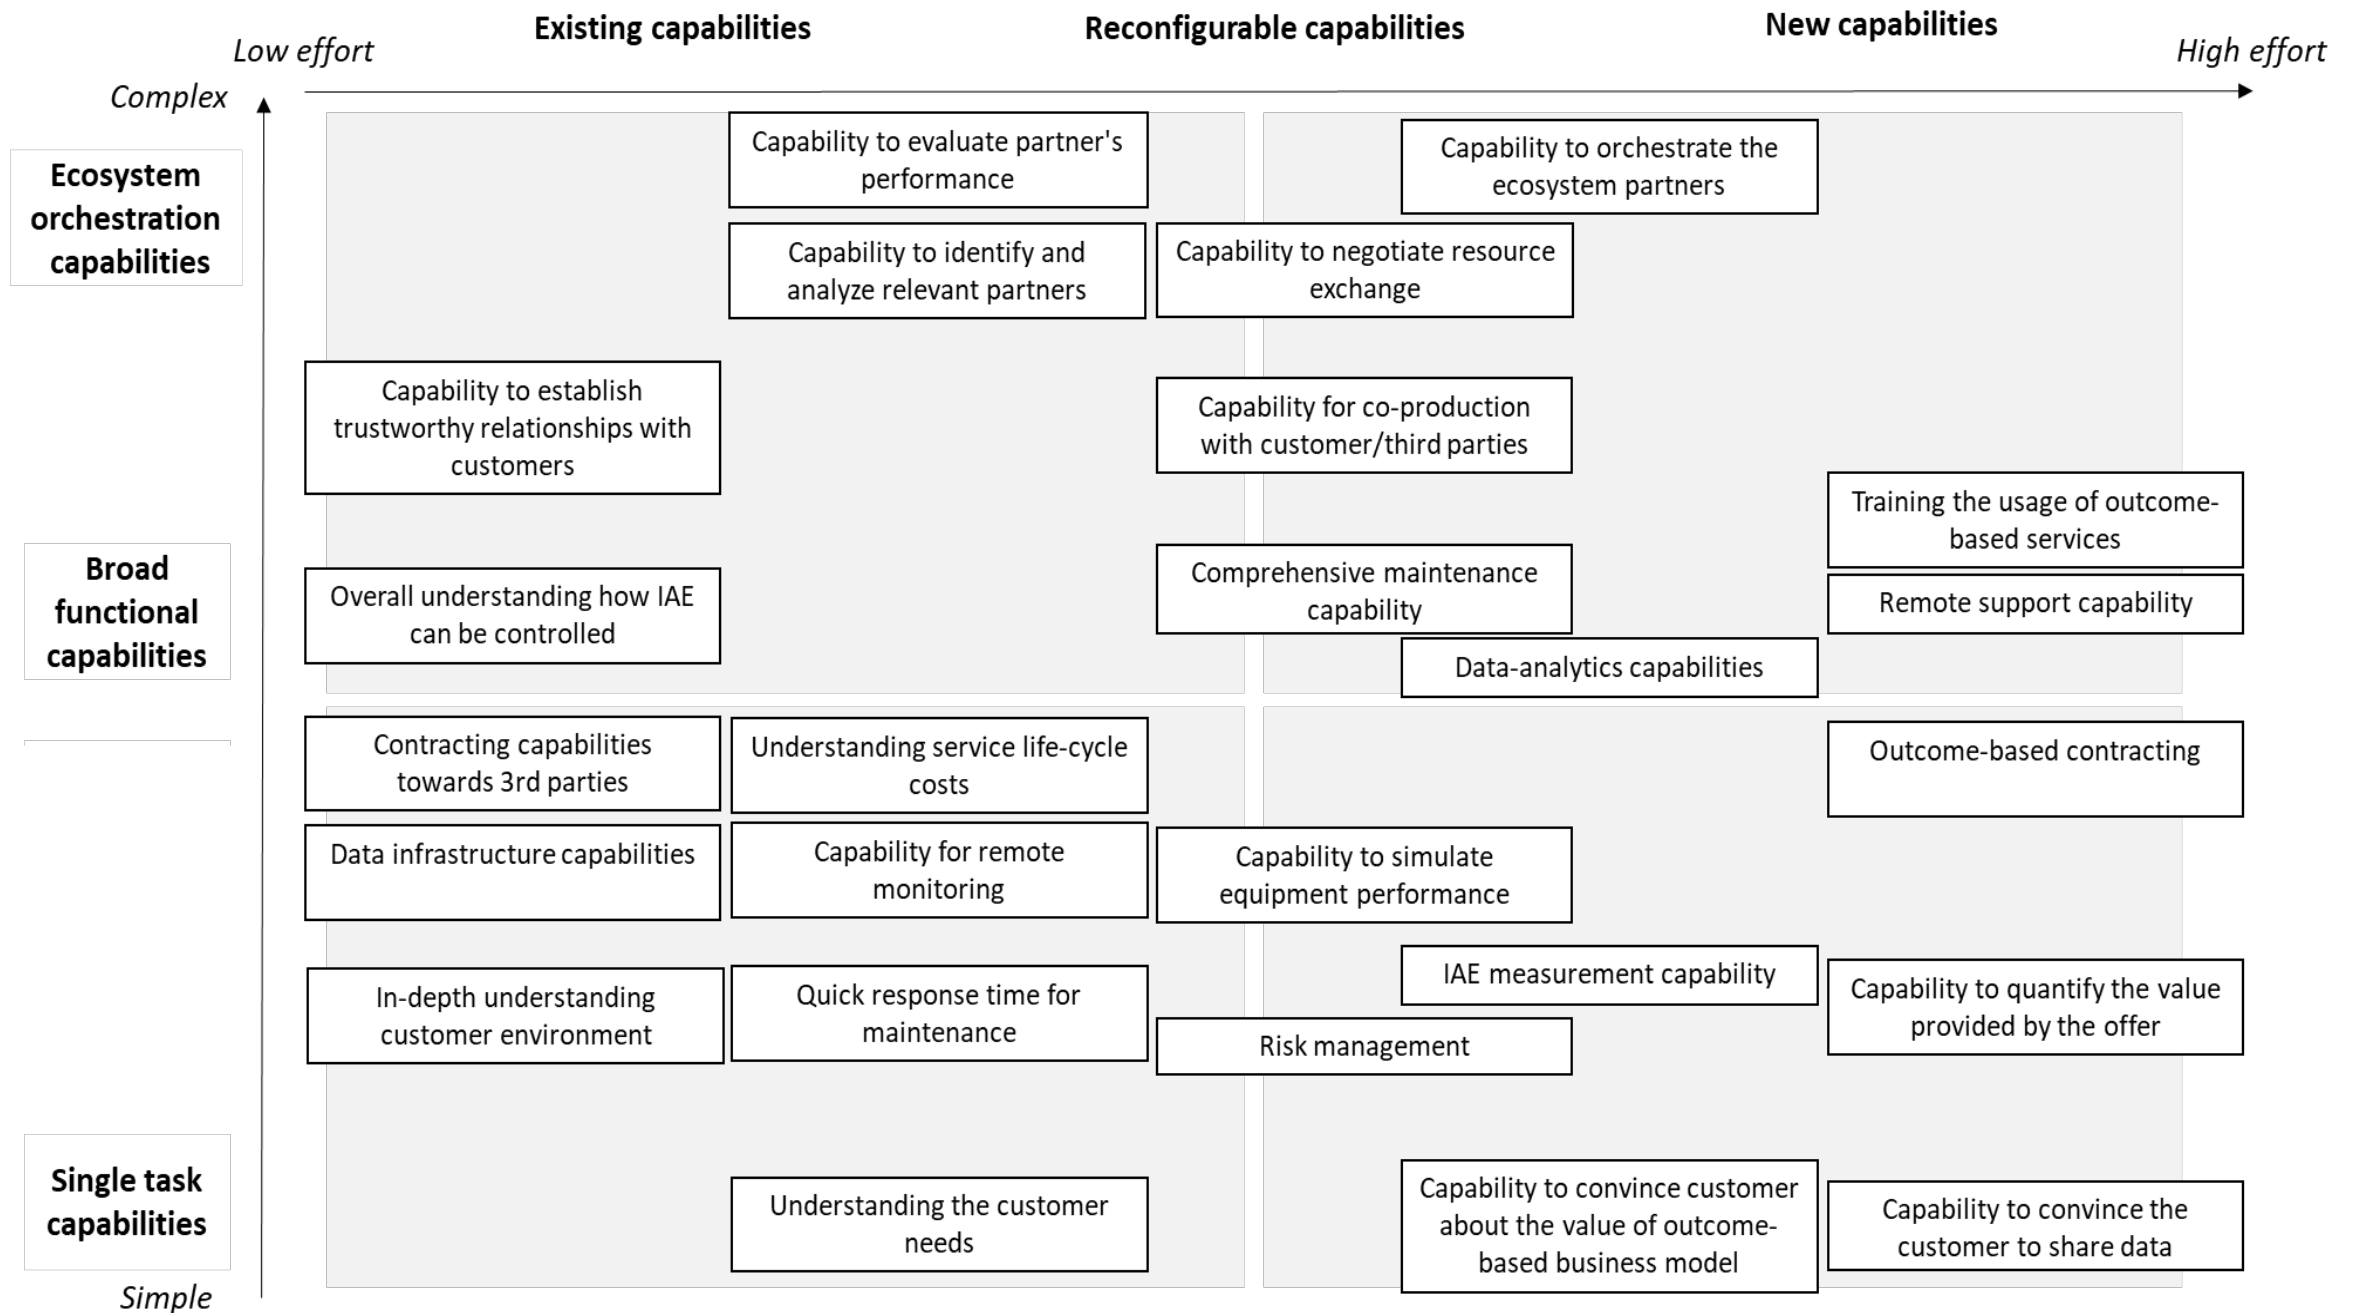 Existing capabilities
Reconfigurable capabilities
New capabilities
Low effort
High effort
Complex
Ecosystem
orchestration
capabilities
Capability to evaluate partner's
performance
Capability to orchestrate the
ecosystem partners
Capability to identify and
analyze relevant partners
Capability to negotiate resource
exchange
Capability to establish
trustworthy relationships with
customers
Capability for co-production
with customer/third parties
Training the usage of outcome-
based services
Broad
functional
capabilities
Overall understanding how IAE
can be controlled
Comprehensive maintenance
capability
Remote support capability
Data-analytics capabilities
Contracting capabilities
towards 3rd parties
Understanding service life-cycle
costs
Outcome-based contracting
Data infrastructure capabilities
Capability for remote
monitoring
Capability to simulate
equipment performance
In-depth understanding
customer environment
Quick response time for
maintenance
IAE measurement capability
Risk management
Capability to quantify the value
provided by the offer
Single task
capabilities
Understanding the customer
needs
Capability to convince customer
about the value of outcome-
based business model
Capability to convince the
customer to share data
Simple